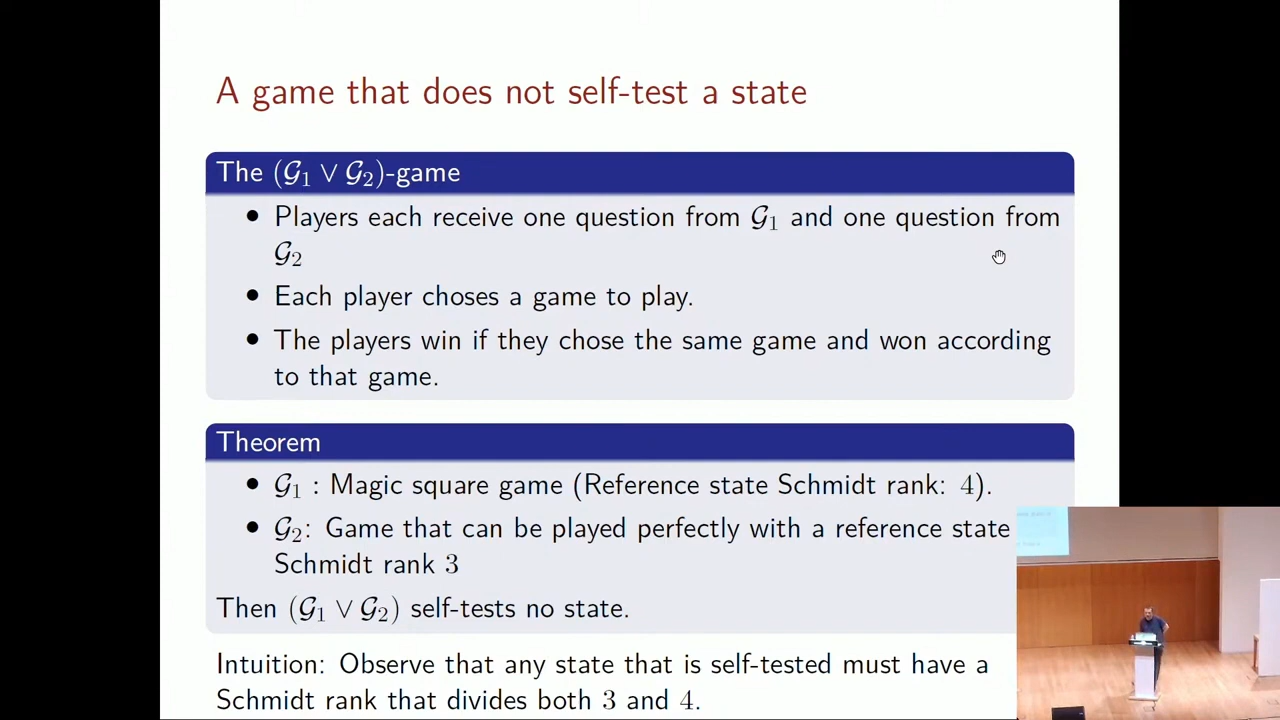 A game that does not self-test a state
The (𝒢₁ ∨ 𝒢₂)-game
• Players each receive one question from 𝒢₁ and one question from
𝒢₂
• Each player choses a game to play.
• The players win if they chose the same game and won according
to that game.
Theorem
• 𝒢₁ : Magic square game (Reference state Schmidt rank: 4).
• 𝒢₂: Game that can be played perfectly with a reference state
Schmidt rank 3
Then (𝒢₁ ∨ 𝒢₂) self-tests no state.
Intuition: Observe that any state that is self-tested must have a
Schmidt rank that divides both 3 and 4.